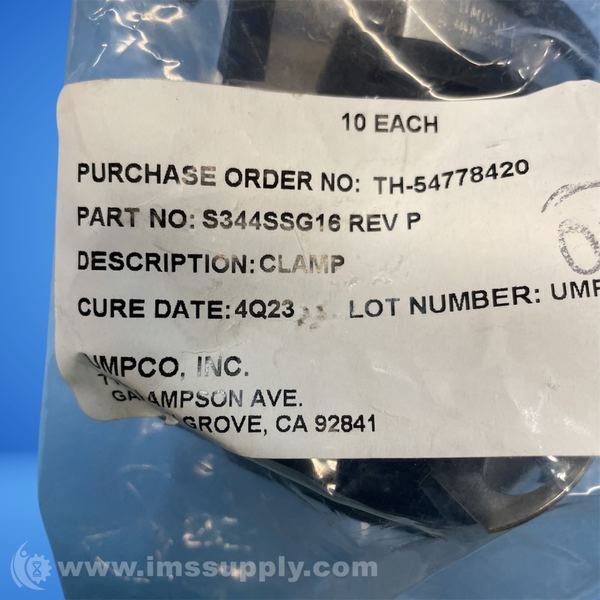 10 EACH
PURCHASE ORDER NO: TH-54778420
PART NO: S344SSG16 REV P
DESCRIPTION: CLAMP
CURE DATE: 4Q23 LOT NUMBER: UMP
UMPCO, INC.
AMPSON AVE.
GROVE, CA 92841
www.imssupply.com